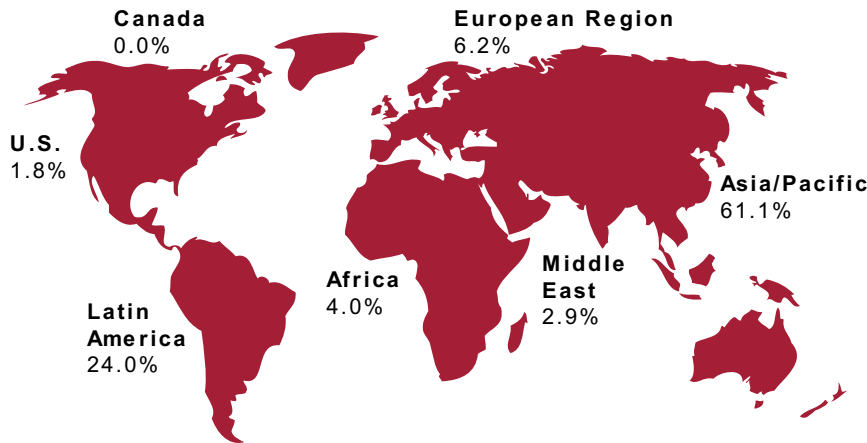 Canada
0.0%
European Region
6.2%
U.S.
1.8%
Asia/Pacific
61.1%
Africa
4.0%
Middle
East
2.9%
Latin
America
24.0%